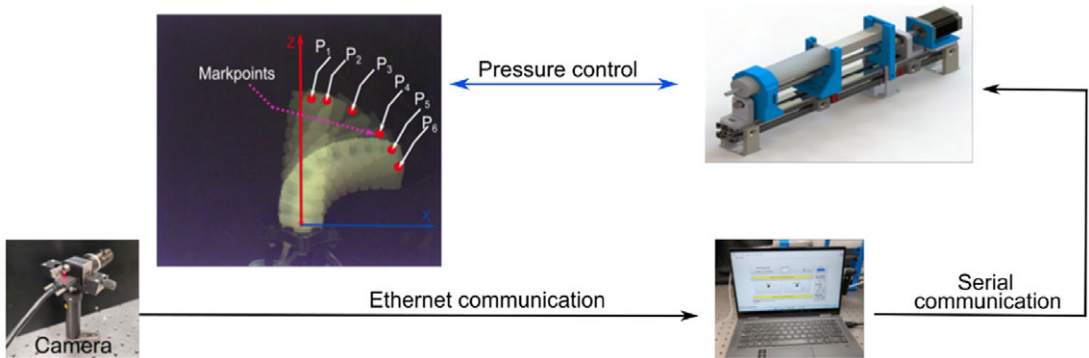 Z
P1
P2
P3
P4
P5
P6
Markpoints
X
Pressure control
Ethernet communication
Serial
communication
Camera